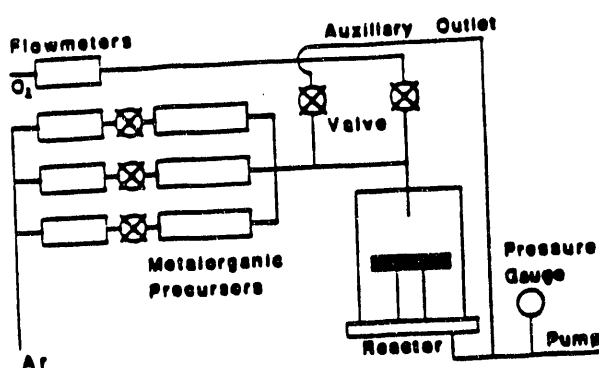 Auxiliary Outlet
Flowmeters
O₂
Valve
Metalorganic
Precursors
Pressure
Gauge
Reactor
Pump
Ar